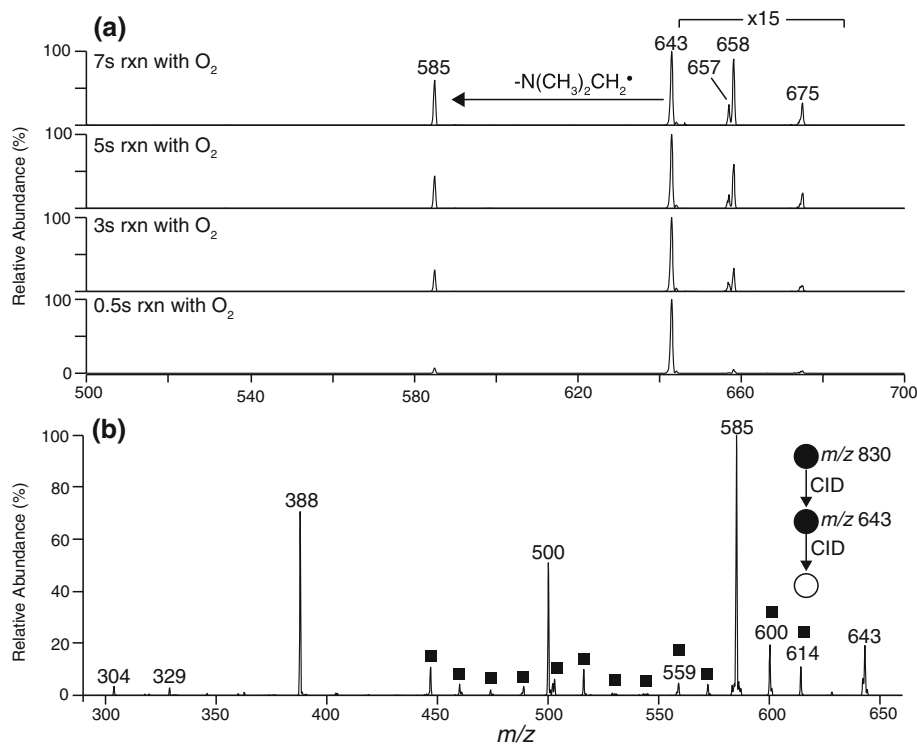 (a)
x15
100
7s rxn with O₂
585
-N(CH₃)₂CH₂•
643
657
658
675
100
5s rxn with O₂
100
3s rxn with O₂
100
0.5s rxn with O₂
0
Relative Abundance (%)
500
540
580
620
660
700
(b)
100
80
60
40
20
0
Relative Abundance (%)
304
329
388
500
559
585
600
614
643
m/z 830
CID
m/z 643
CID
300
350
400
450
500
550
600
650
m/z